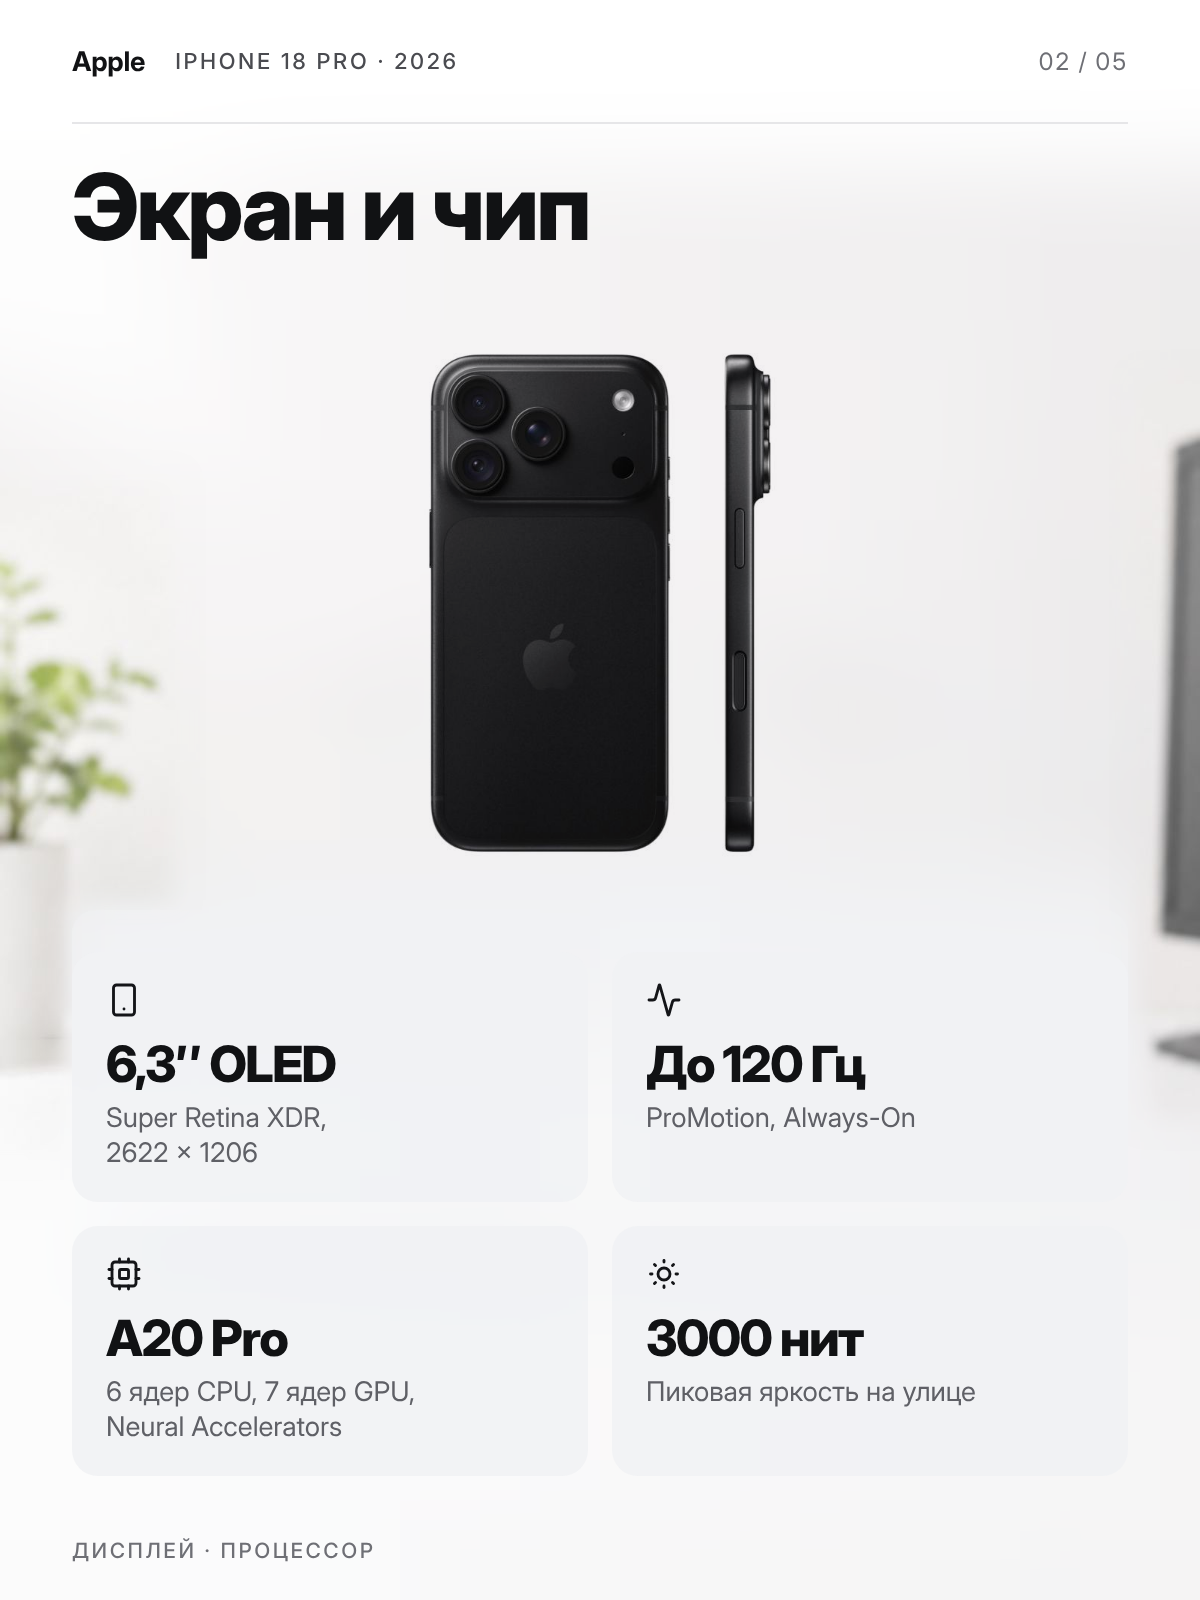 Apple
IPHONE 18 PRO · 2026
02 / 05
Экран и чип
6,3″ OLED
Super Retina XDR,
2622 × 1206
До 120 Гц
ProMotion, Always-On
A20 Pro
6 ядер CPU, 7 ядер GPU,
Neural Accelerators
3000 нит
Пиковая яркость на улице
ДИСПЛЕЙ · ПРОЦЕССОР